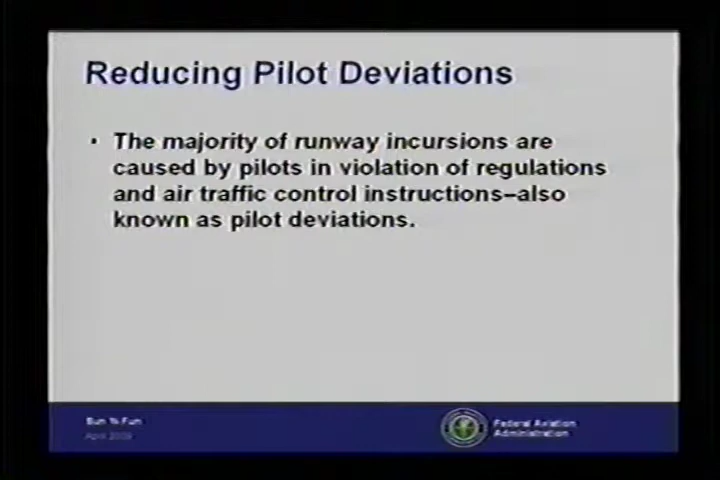 Reducing Pilot Deviations
• The majority of runway incursions are
caused by pilots in violation of regulations
and air traffic control instructions–also
known as pilot deviations.
Sun 'N Fun
April
Federal Aviation
Administration